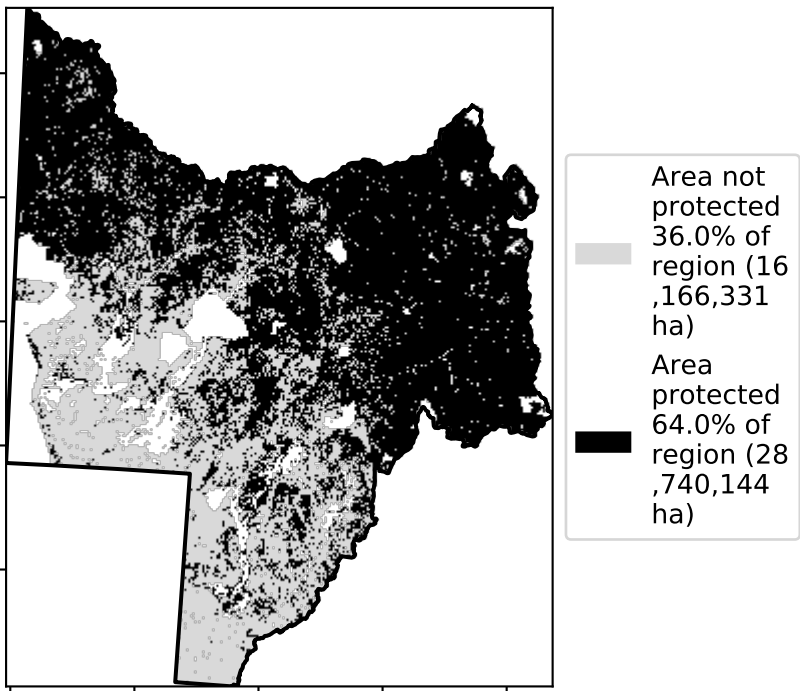 Area not
protected
36.0% of
region (16
,166,331
ha)
Area
protected
64.0% of
region (28
,740,144
ha)